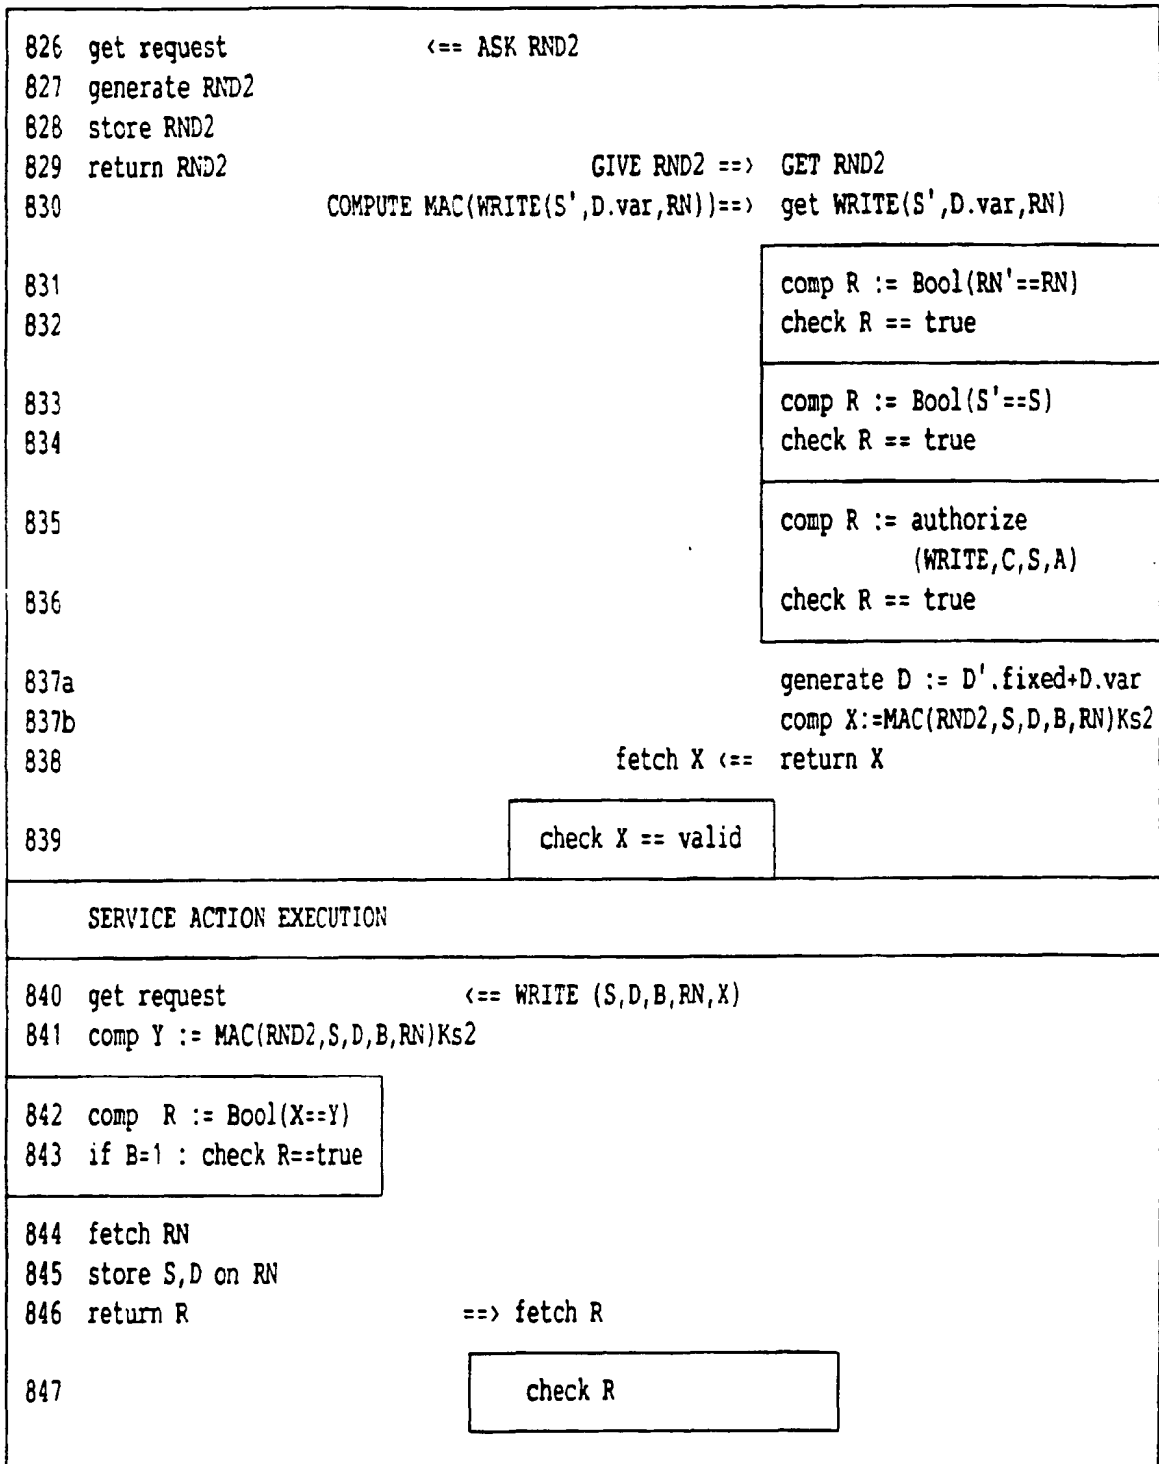 826 get request <== ASK RND2
827 generate RND2
828 store RND2
829 return RND2 GIVE RND2 ==> GET RND2
830 COMPUTE MAC(WRITE(S',D.var,RN))==> get WRITE(S',D.var,RN)
831 comp R := Bool(RN'==RN)
832 check R == true
833 comp R := Bool(S'==S)
834 check R == true
835 comp R := authorize
(WRITE,C,S,A)
836 check R == true
837a generate D := D'.fixed+D.var
837b comp X:=MAC(RND2,S,D,B,RN)Ks2
838 fetch X <== return X
839 check X == valid
SERVICE ACTION EXECUTION
840 get request <== WRITE (S,D,B,RN,X)
841 comp Y := MAC(RND2,S,D,B,RN)Ks2
842 comp R := Bool(X==Y)
843 if B=1 : check R==true
844 fetch RN
845 store S,D on RN
846 return R ==> fetch R
847 check R